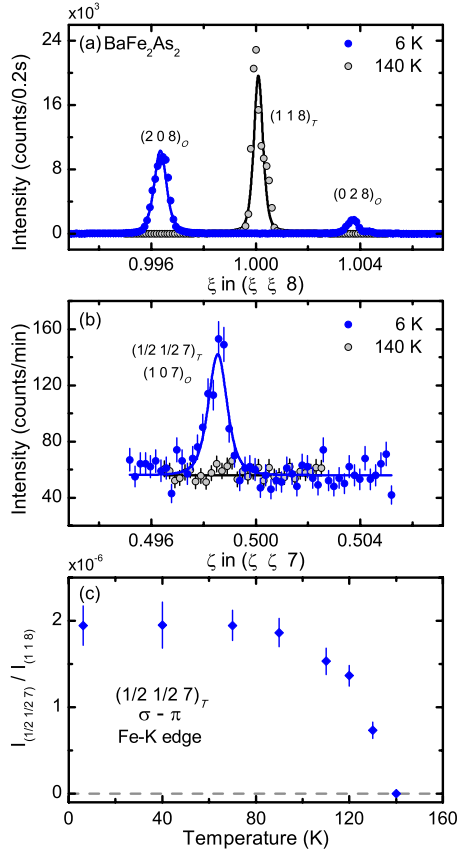 x10³
(a) BaFe₂As₂
6 K
140 K
24
16
8
0
Intensity (counts/0.2s)
(2 0 8)O
(1 1 8)T
(0 2 8)O
0.996
1.000
1.004
ξ in (ξ ξ 8)
(b)
6 K
140 K
160
120
80
40
Intensity (counts/min)
(1/2 1/2 7)T
(1 0 7)O
0.496
0.500
0.504
ζ in (ζ ζ 7)
x10⁻⁶
(c)
2
1
0
I(1/2 1/2 7) / I(1 1 8)
(1/2 1/2 7)T
σ - π
Fe-K edge
0
40
80
120
160
Temperature (K)